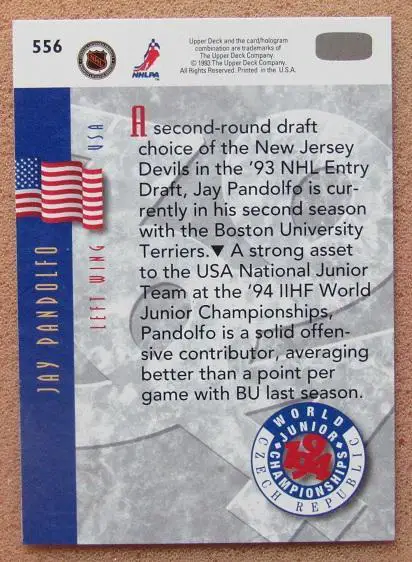 556
NHL
NHLPA
Upper Deck and the card/hologram
combination are trademarks of
The Upper Deck Company.
© 1993 The Upper Deck Company.
All Rights Reserved. Printed in the U.S.A.
JAY PANDOLFO
LEFT WING
USA
A second-round draft
choice of the New Jersey
Devils in the '93 NHL Entry
Draft, Jay Pandolfo is cur-
rently in his second season
with the Boston University
Terriers.▼ A strong asset
to the USA National Junior
Team at the '94 IIHF World
Junior Championships,
Pandolfo is a solid offen-
sive contributor, averaging
better than a point per
game with BU last season.
WORLD
JUNIOR
CHAMPIONSHIPS
1994
CZECH REPUBLIC